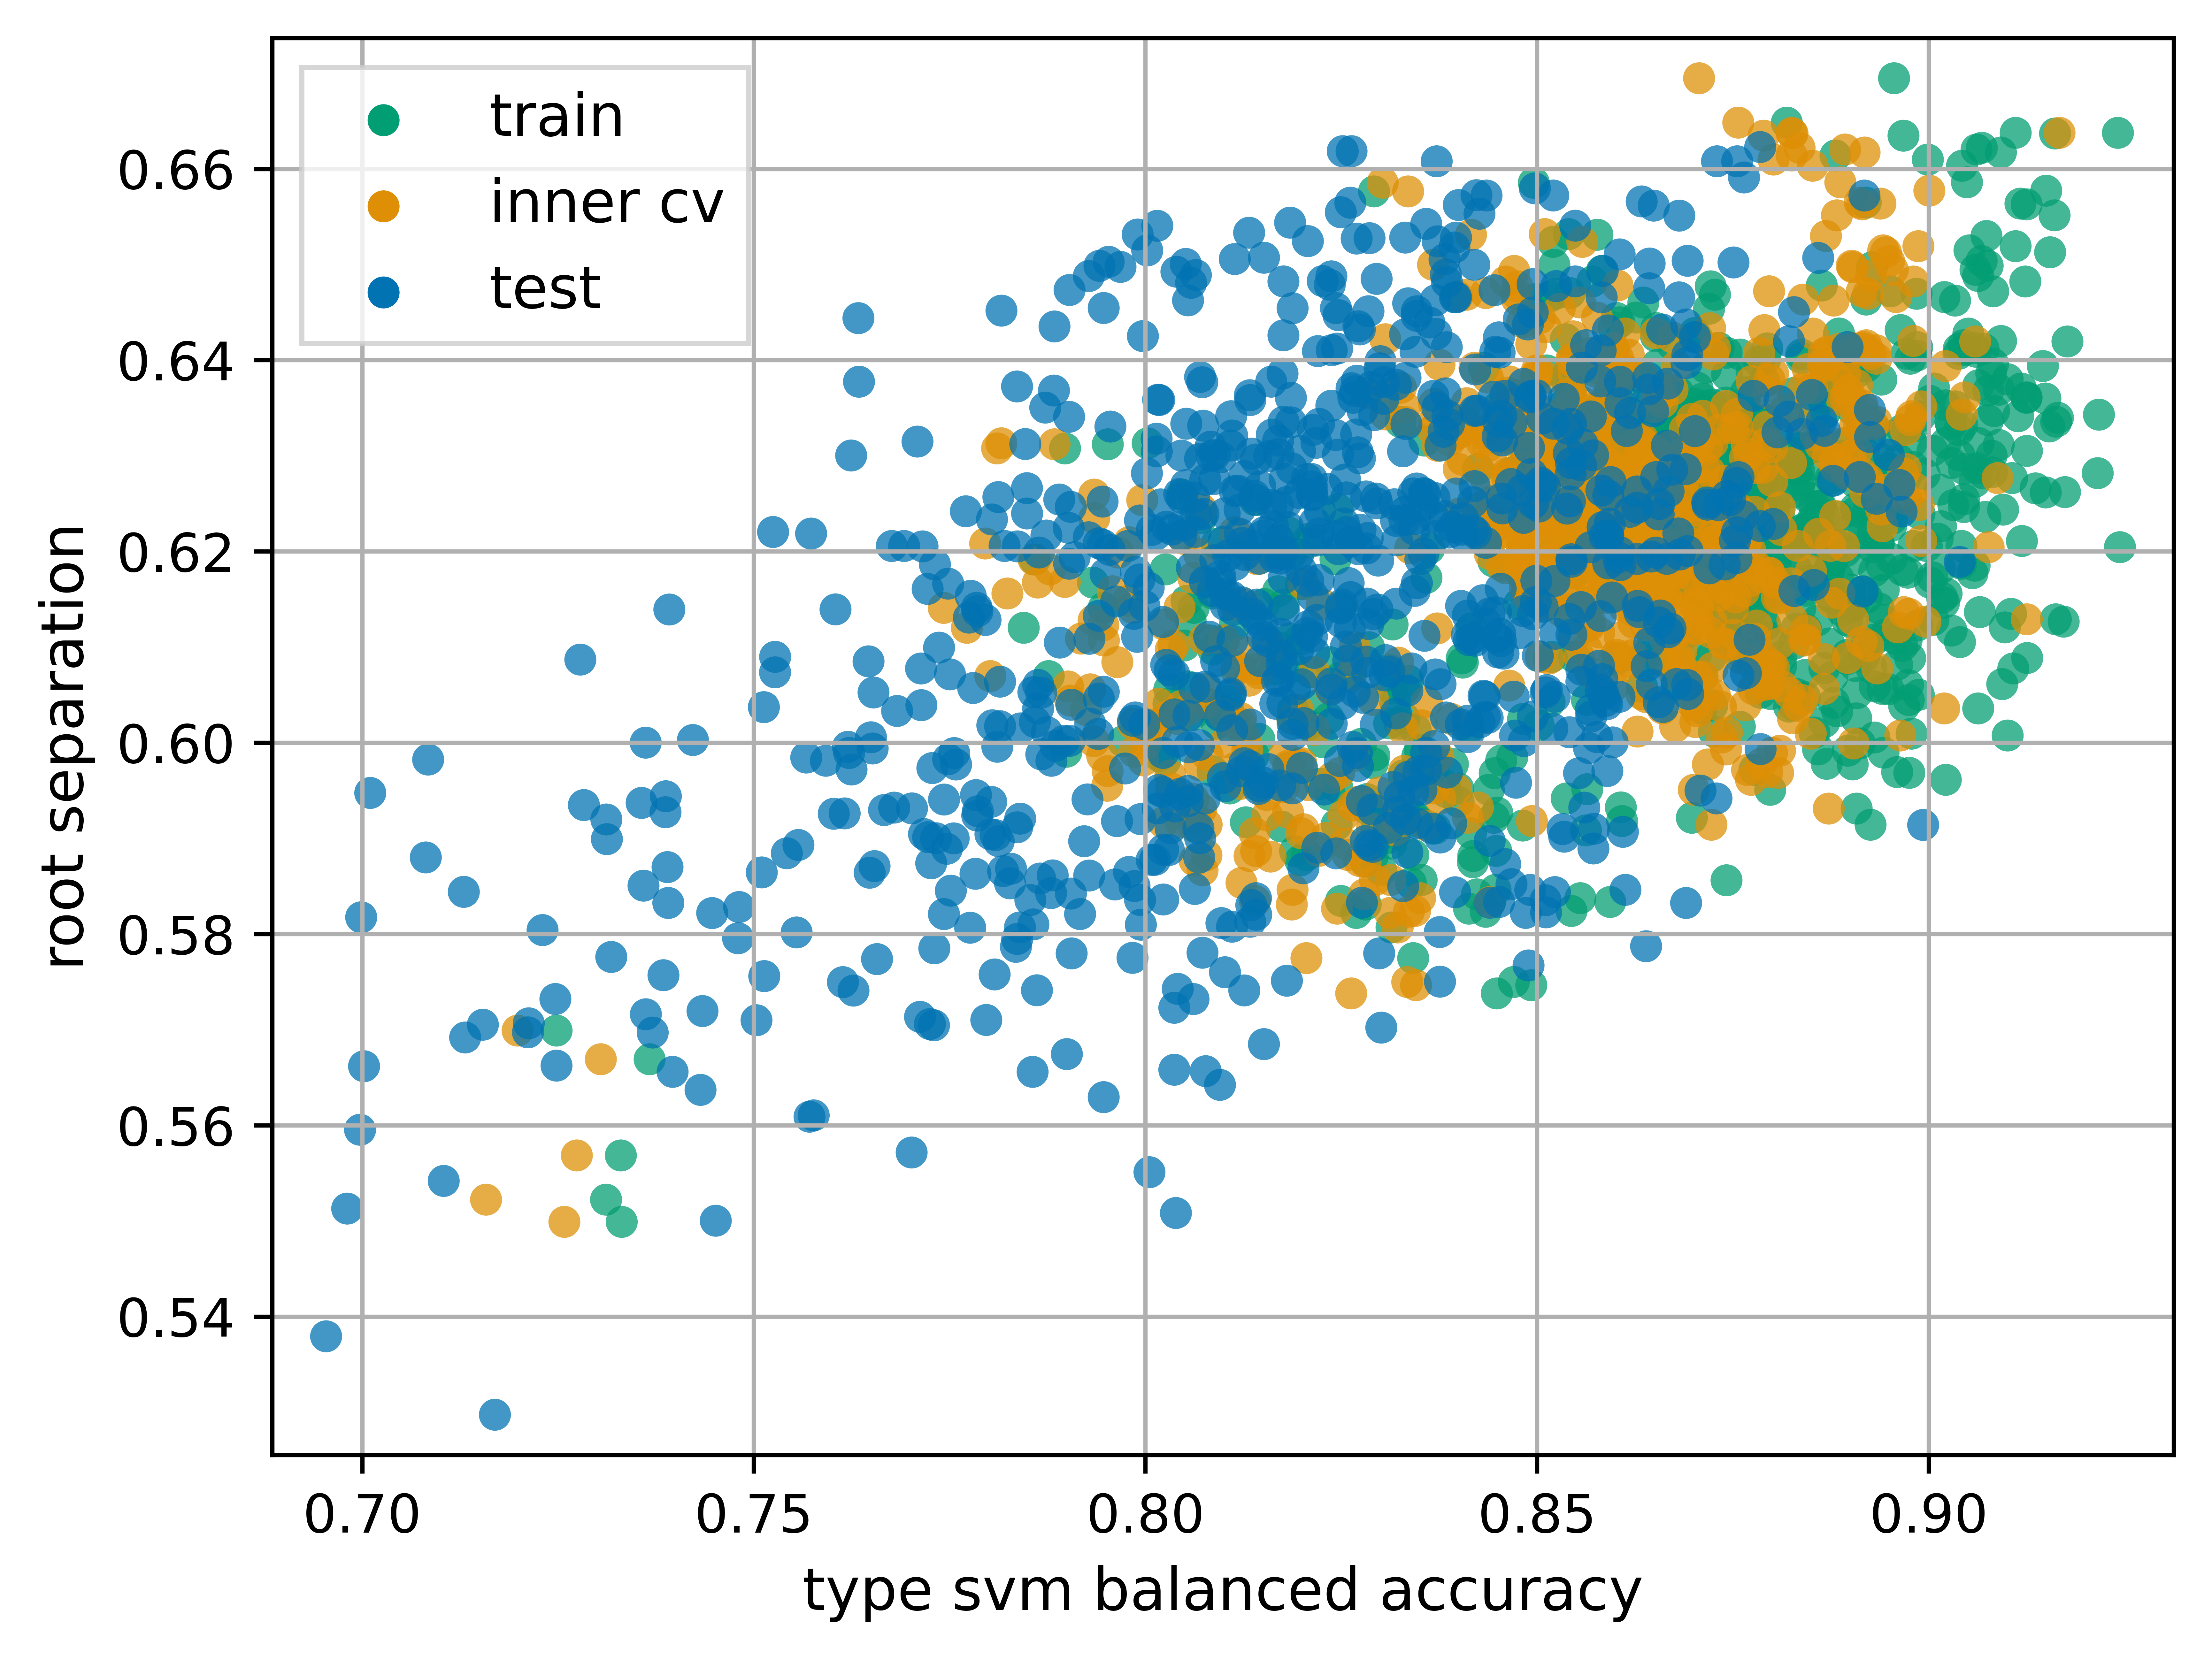 train
inner cv
test
root separation
0.66
0.64
0.62
0.60
0.58
0.56
0.54
0.70
0.75
0.80
0.85
0.90
type svm balanced accuracy